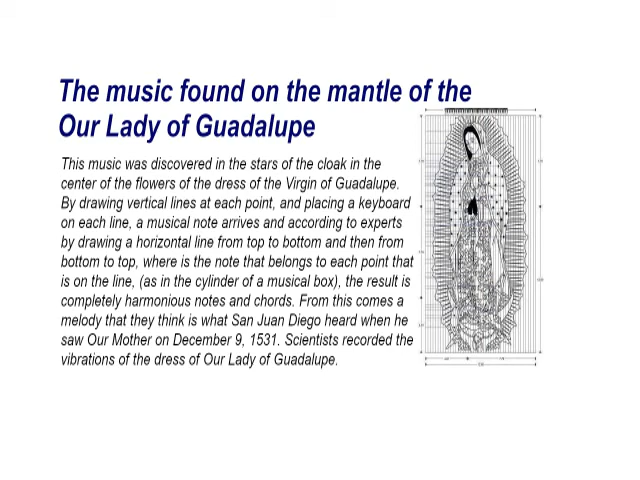 The music found on the mantle of the
Our Lady of Guadalupe
This music was discovered in the stars of the cloak in the
center of the flowers of the dress of the Virgin of Guadalupe.
By drawing vertical lines at each point, and placing a keyboard
on each line, a musical note arrives and according to experts
by drawing a horizontal line from top to bottom and then from
bottom to top, where is the note that belongs to each point that
is on the line, (as in the cylinder of a musical box), the result is
completely harmonious notes and chords. From this comes a
melody that they think is what San Juan Diego heard when he
saw Our Mother on December 9, 1531. Scientists recorded the
vibrations of the dress of Our Lady of Guadalupe.